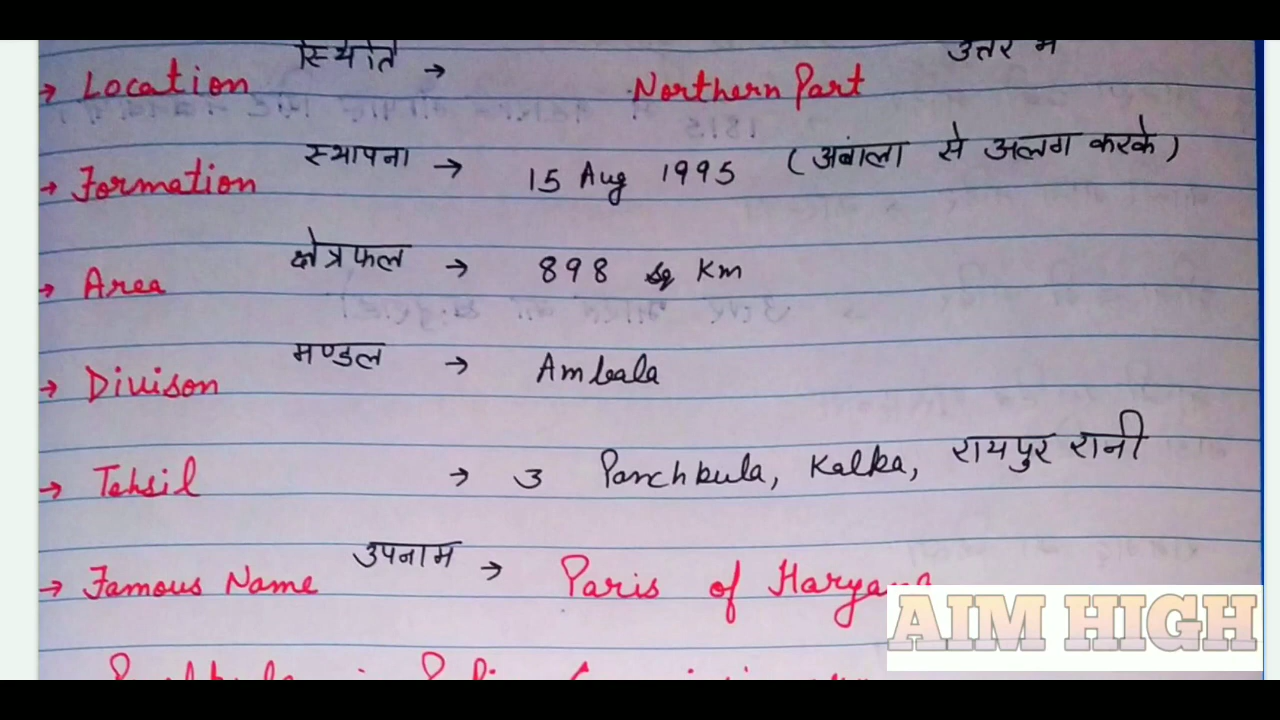 स्थिति उत्तर में
→ Location → Northern Part
→ Formation स्थापना → 15 Aug 1995 (अंबाला से अलग करके)
→ Area क्षेत्रफल → 898 sq Km
→ Divison मण्डल → Ambala
→ Tehsil → 3 Panchkula, Kalka, रायपुर रानी
→ Famous Name उपनाम → Paris of Haryana
AIM HIGH